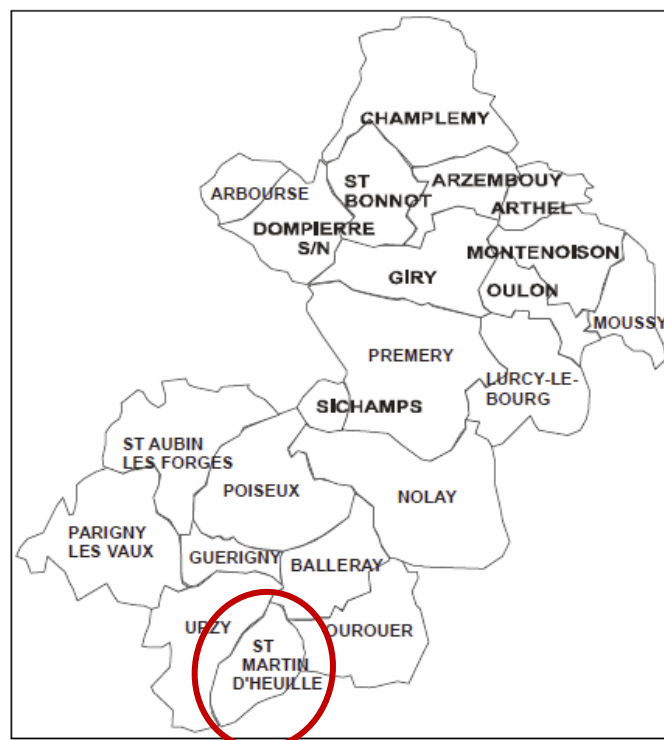 CHAMPLEMY
ARBOURSE
ST
BONNOT
ARZEMBOUY
ARTHEL
DOMPIERRE
S/N
MONTENOISON
GIRY
OULON
MOUSSY
PREMERY
LURCY-LE-
BOURG
SICHAMPS
ST AUBIN
LES FORGES
POISEUX
NOLAY
PARIGNY
LES VAUX
GUERIGNY
BALLERAY
URZY
OUROUER
ST
MARTIN
D'HEUILLE